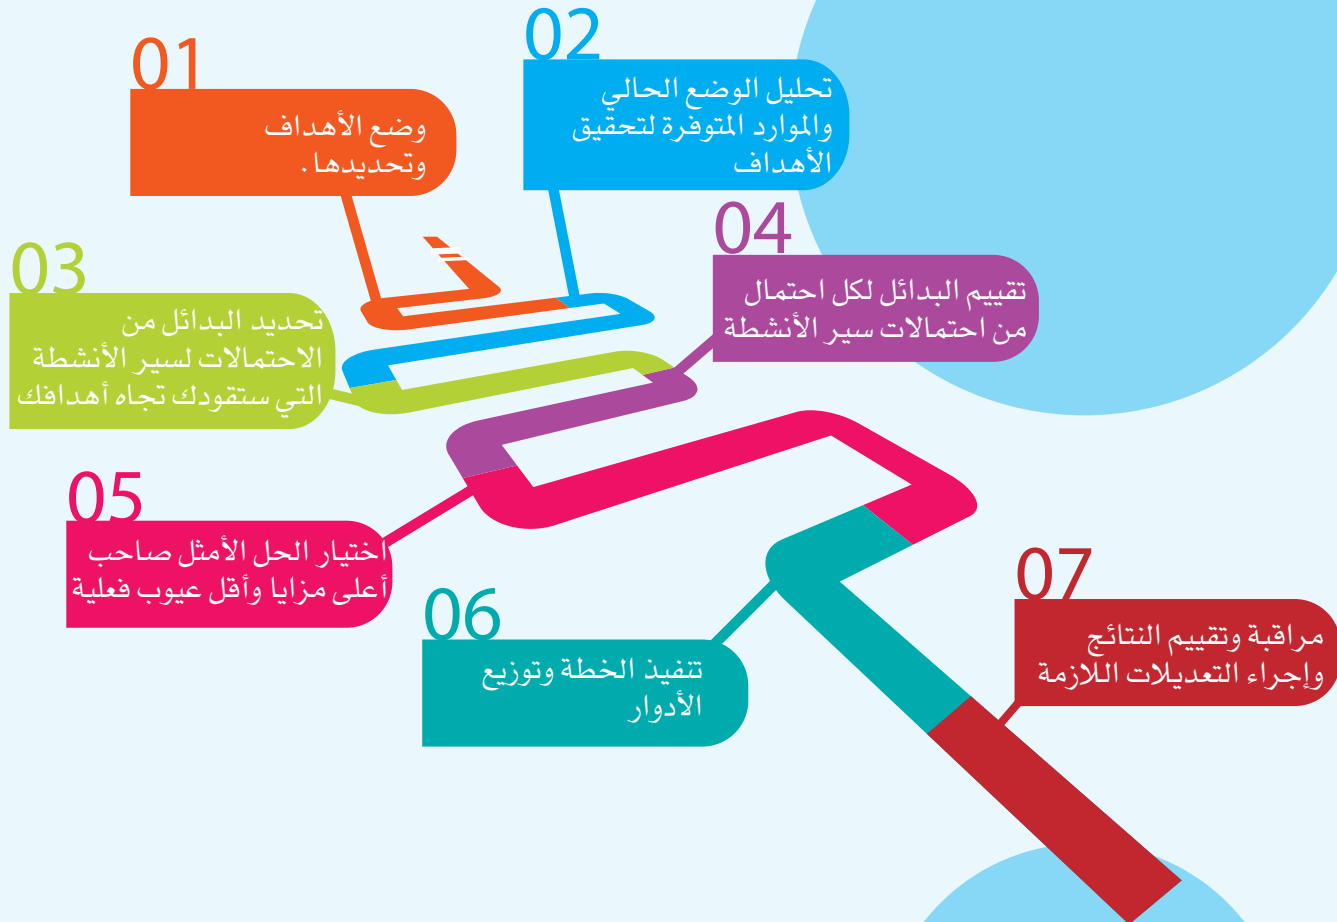 01
وضع الأهداف
وتحديدها.
02
تحليل الوضع الحالي
والموارد المتوفرة لتحقيق
الأهداف
03
تحديد البدائل من
الاحتمالات لسير الأنشطة
التي ستقودك تجاه أهدافك
04
تقييم البدائل لكل احتمال
من احتمالات سير الأنشطة
05
اختيار الحل الأمثل صاحب
أعلى مزايا وأقل عيوب فعلية
06
تنفيذ الخطة وتوزيع
الأدوار
07
مراقبة وتقييم النتائج
وإجراء التعديلات اللازمة